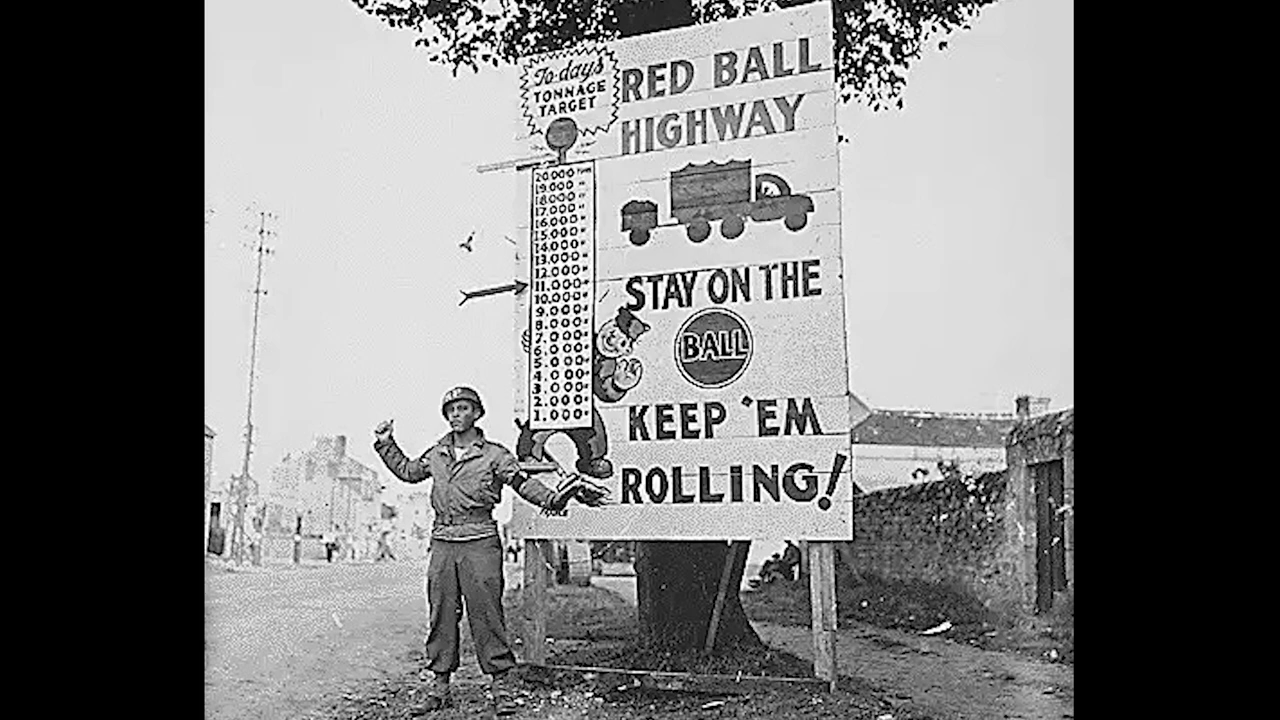 To-day's
TONNAGE
TARGET
RED BALL
HIGHWAY
20.000 TONS
19.000 "
18.000 "
17.000 "
16.000 "
15.000 "
14.000 "
13.000 "
12.000 "
11.000 "
10.000 "
9.000 "
8.000 "
7.000 "
6.000 "
5.000 "
4.000 "
3.000 "
2.000 "
1.000 "
STAY ON THE
BALL
KEEP 'EM
ROLLING!